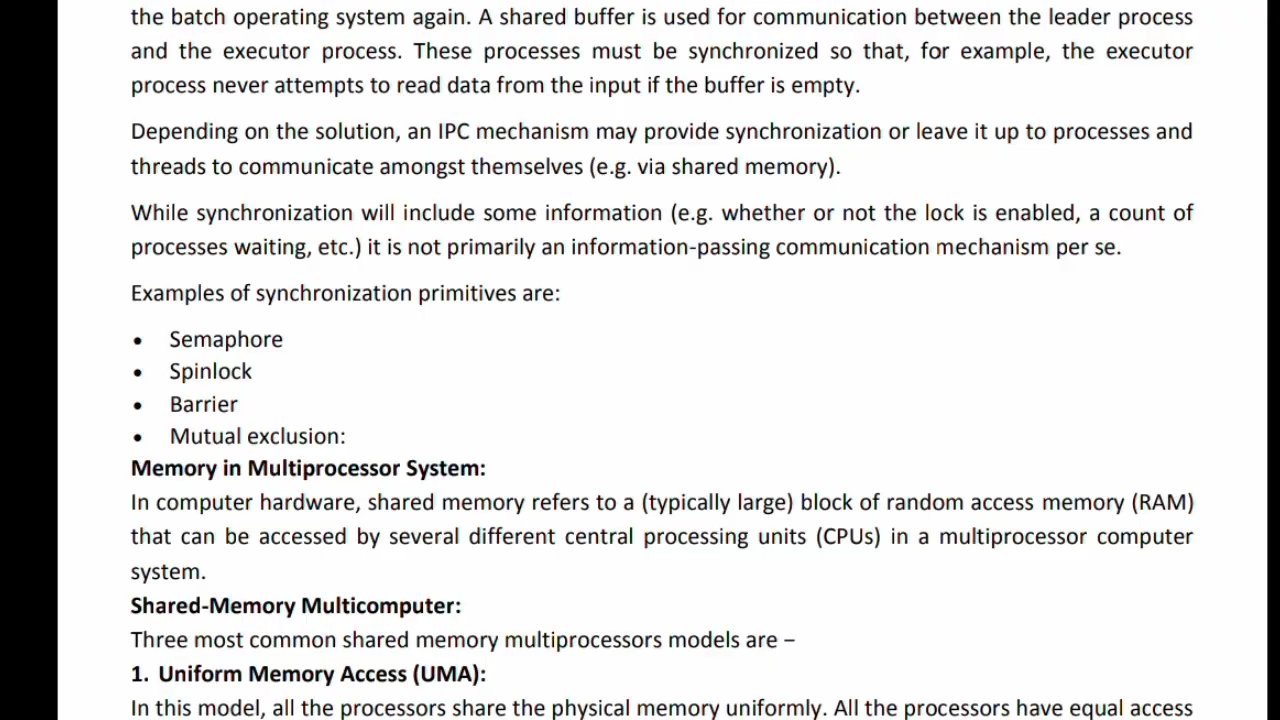 the batch operating system again. A shared buffer is used for communication between the leader process
and the executor process. These processes must be synchronized so that, for example, the executor
process never attempts to read data from the input if the buffer is empty.
Depending on the solution, an IPC mechanism may provide synchronization or leave it up to processes and
threads to communicate amongst themselves (e.g. via shared memory).
While synchronization will include some information (e.g. whether or not the lock is enabled, a count of
processes waiting, etc.) it is not primarily an information-passing communication mechanism per se.
Examples of synchronization primitives are:
• Semaphore
• Spinlock
• Barrier
• Mutual exclusion:
Memory in Multiprocessor System:
In computer hardware, shared memory refers to a (typically large) block of random access memory (RAM)
that can be accessed by several different central processing units (CPUs) in a multiprocessor computer
system.
Shared-Memory Multicomputer:
Three most common shared memory multiprocessors models are −
1. Uniform Memory Access (UMA):
In this model, all the processors share the physical memory uniformly. All the processors have equal access